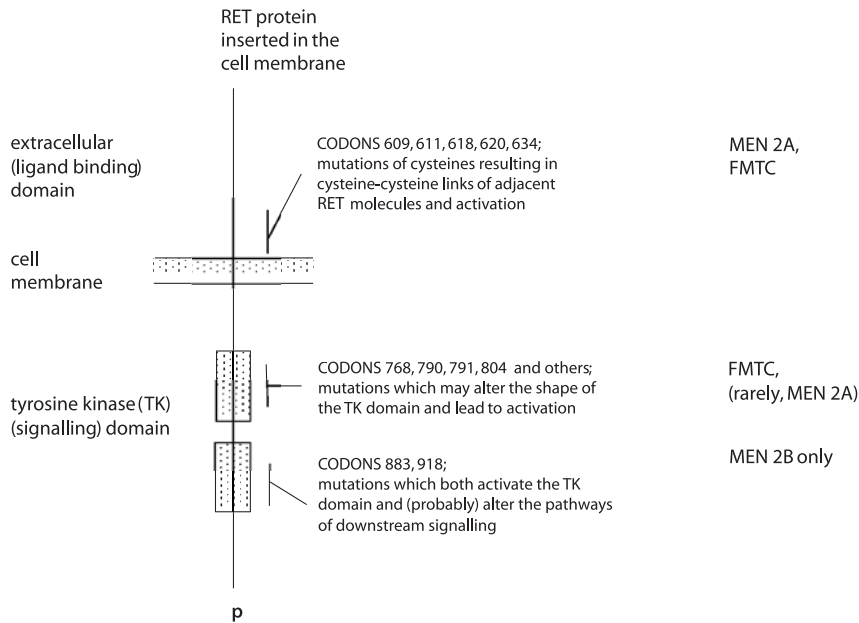 RET protein
inserted in the
cell membrane
extracellular
(ligand binding)
domain
CODONS 609, 611, 618, 620, 634;
mutations of cysteines resulting in
cysteine-cysteine links of adjacent
RET molecules and activation
MEN 2A,
FMTC
cell
membrane
tyrosine kinase (TK)
(signalling) domain
CODONS 768, 790, 791, 804 and others;
mutations which may alter the shape of
the TK domain and lead to activation
FMTC,
(rarely, MEN 2A)
CODONS 883, 918;
mutations which both activate the TK
domain and (probably) alter the pathways
of downstream signalling
MEN 2B only
p